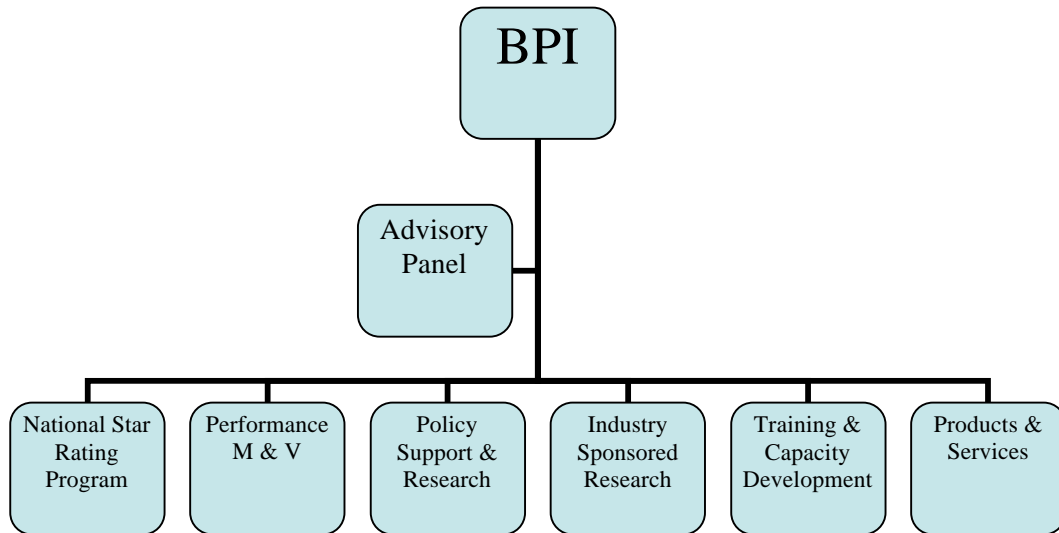 BPI
Advisory
Panel
National Star
Rating
Program
Performance
M & V
Policy
Support &
Research
Industry
Sponsored
Research
Training &
Capacity
Development
Products &
Services